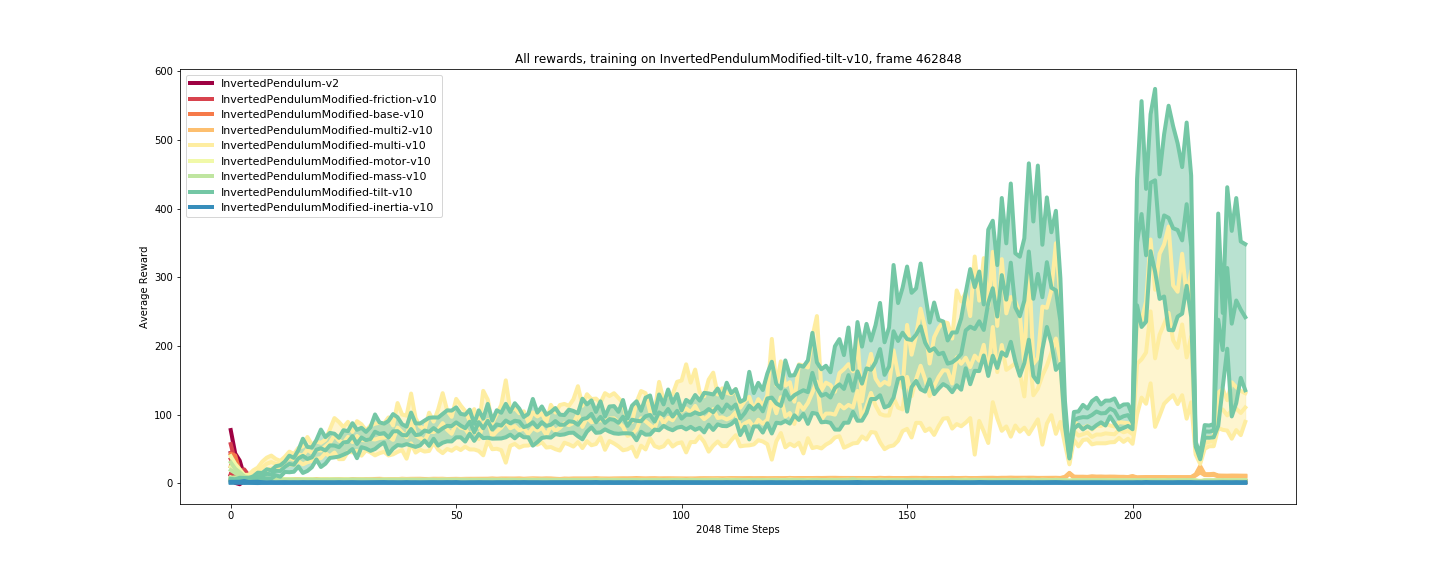 All rewards, training on InvertedPendulumModified-tilt-v10, frame 462848
600
500
400
300
200
100
0
Average Reward
InvertedPendulum-v2
InvertedPendulumModified-friction-v10
InvertedPendulumModified-base-v10
InvertedPendulumModified-multi2-v10
InvertedPendulumModified-multi-v10
InvertedPendulumModified-motor-v10
InvertedPendulumModified-mass-v10
InvertedPendulumModified-tilt-v10
InvertedPendulumModified-inertia-v10
0 50 100 150 200
2048 Time Steps